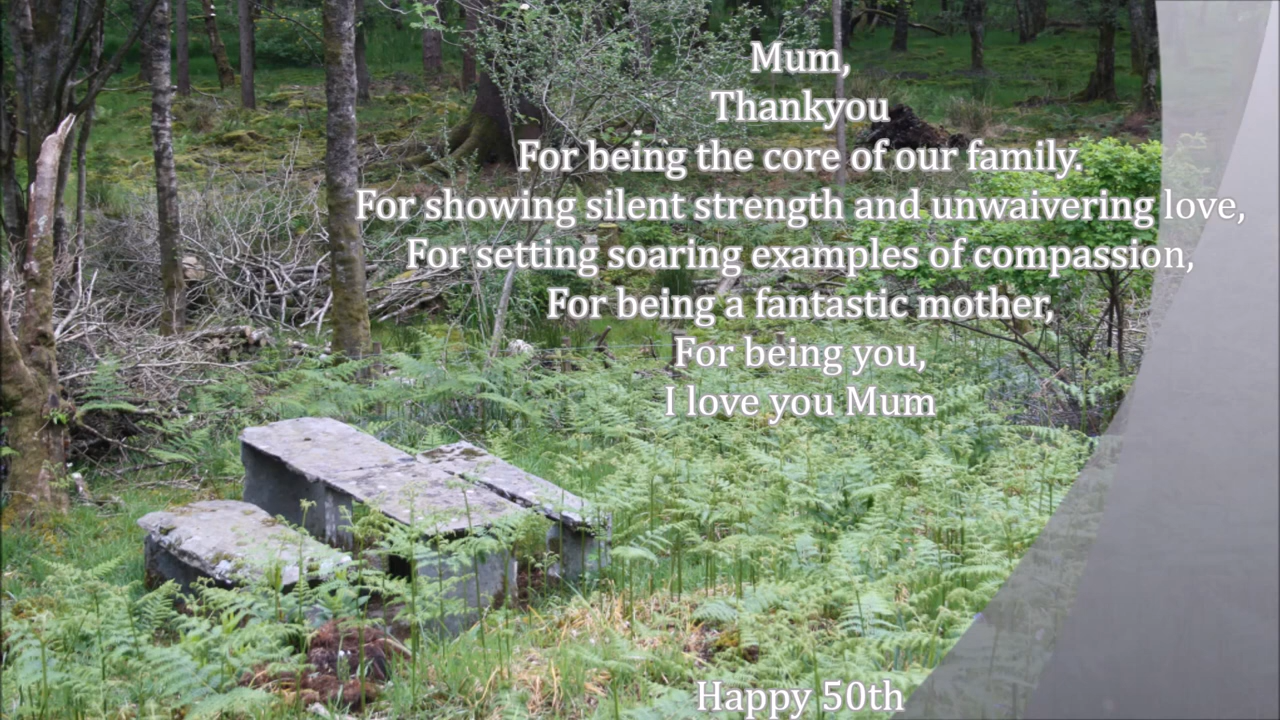 Mum,
Thankyou
For being the core of our family.
For showing silent strength and unwaivering love,
For setting soaring examples of compassion,
For being a fantastic mother,
For being you,
I love you Mum
Happy 50th